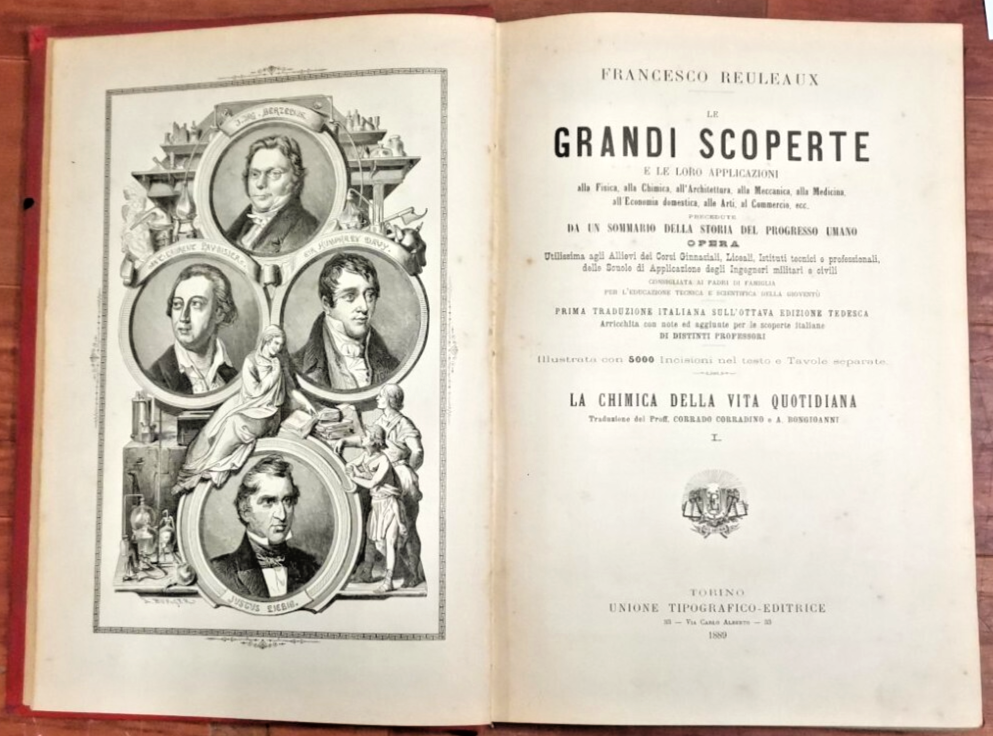 J. JAC. BERZELIUS.
SIR HUMPHREY DAVY.
JUSTUS LIEBIG.
FRANCESCO REULEAUX
LE
GRANDI SCOPERTE
E LE LORO APPLICAZIONI
alla Fisica, alla Chimica, all'Architettura, alla Meccanica, alla Medicina,
all'Economia domestica, alle Arti, al Commercio, ecc.
PRECEDUTE
DA UN SOMMARIO DELLA STORIA DEL PROGRESSO UMANO
OPERA
Utilissima agli Allievi dei Corsi Ginnasiali, Liceali, Istituti tecnici e professionali,
delle Scuole di Applicazione degli Ingegneri militari e civili
CONSIGLIATA AI PADRI DI FAMIGLIA
PER L'EDUCAZIONE TECNICA E SCIENTIFICA DELLA GIOVENTÙ
PRIMA TRADUZIONE ITALIANA SULL'OTTAVA EDIZIONE TEDESCA
Arricchita con note ed aggiunte per le scoperte italiane
DI DISTINTI PROFESSORI
Illustrata con 5000 Incisioni nel testo e Tavole separate.
LA CHIMICA DELLA VITA QUOTIDIANA
Traduzione dei Proff. CORRADO CORRADINO e A. BONGIOANNI
I.
TORINO
UNIONE TIPOGRAFICO-EDITRICE
33 — Via Carlo Alberto — 33
1889